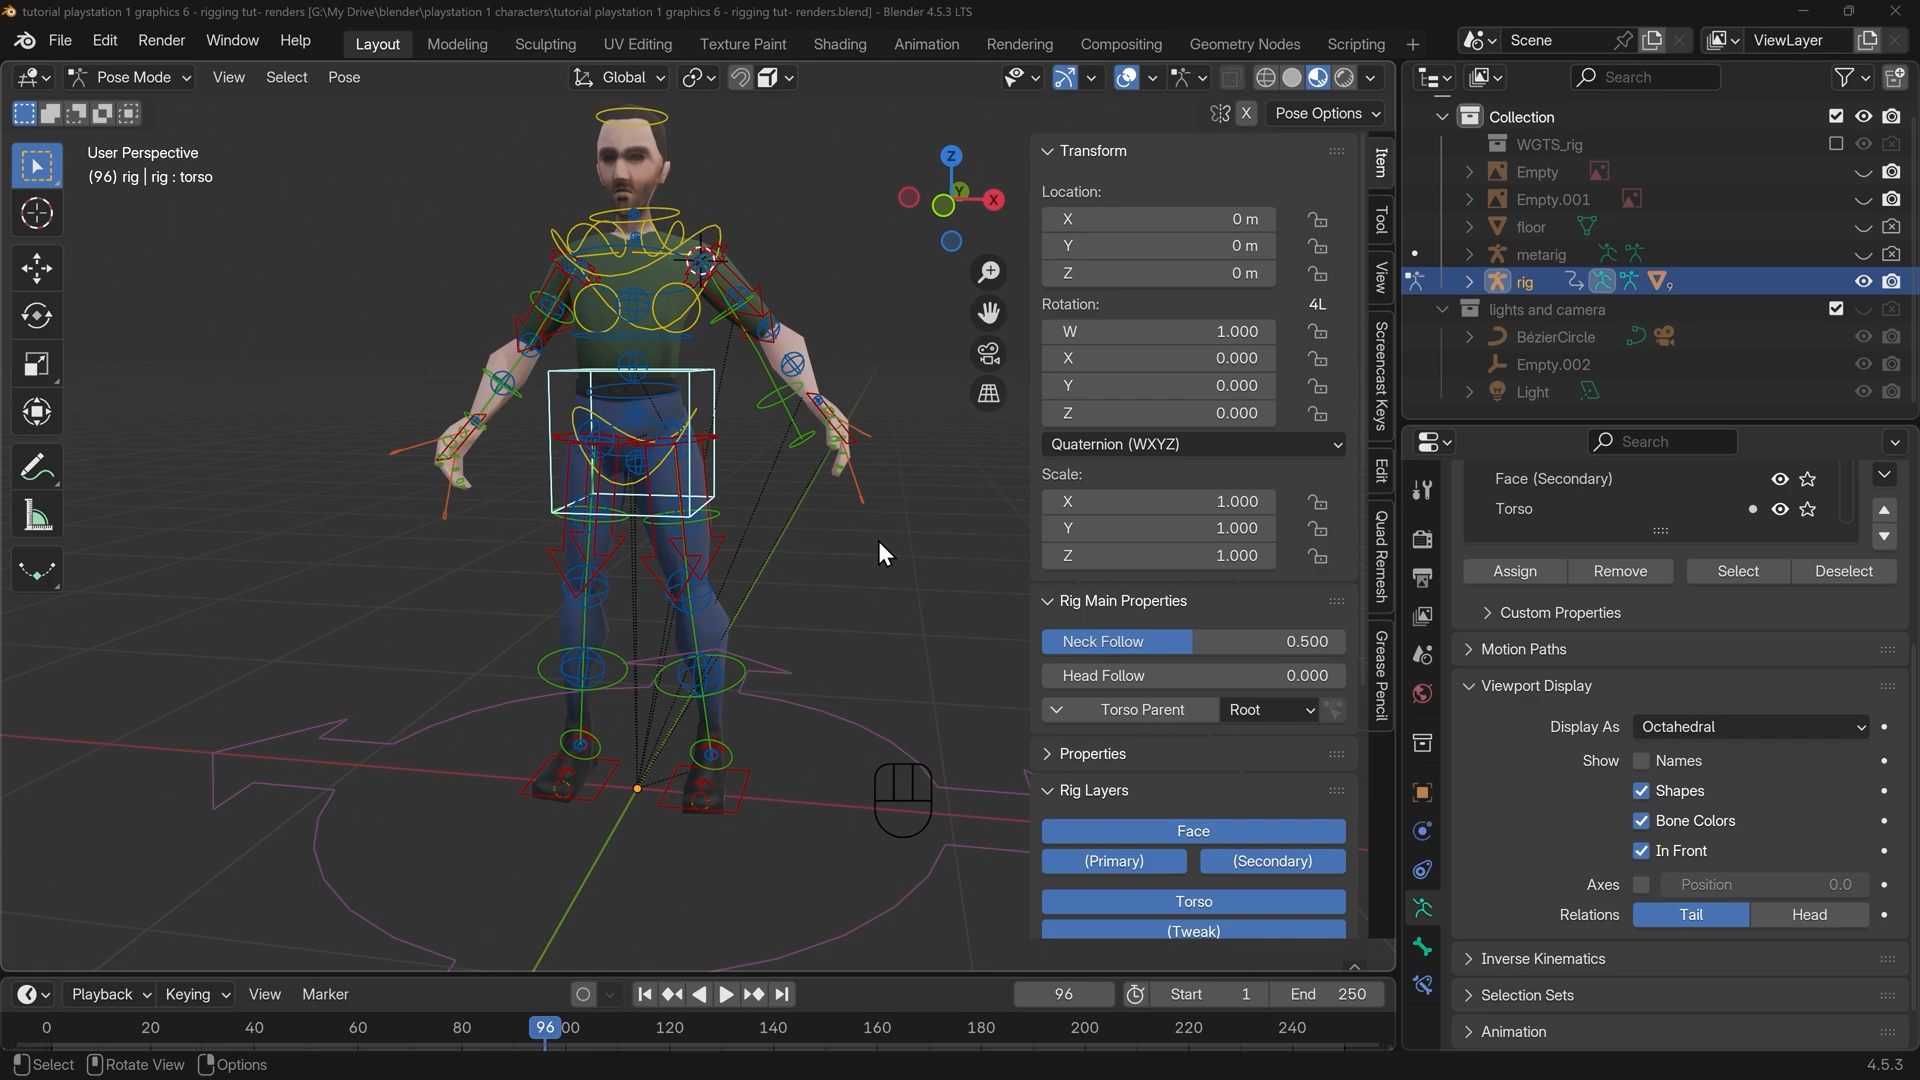 tutorial playstation 1 graphics 6 - rigging tut- renders [G:\My Drive\blender\playstation 1 characters\tutorial playstation 1 graphics 6 - rigging tut- renders.blend] - Blender 4.5.3 LTS
File Edit Render Window Help Layout Modeling Sculpting UV Editing Texture Paint Shading Animation Rendering Compositing Geometry Nodes Scripting + Scene ViewLayer
Pose Mode View Select Pose Global Search
X Pose Options
User Perspective
(96) rig | rig : torso
Z
Y
X
Transform
Location:
X 0 m
Y 0 m
Z 0 m
Rotation: 4L
W 1.000
X 0.000
Y 0.000
Z 0.000
Quaternion (WXYZ)
Scale:
X 1.000
Y 1.000
Z 1.000
Rig Main Properties
Neck Follow 0.500
Head Follow 0.000
Torso Parent Root
Properties
Rig Layers
Face
(Primary) (Secondary)
Torso
(Tweak)
Item
Tool
View
Screencast Keys
Edit
Quad Remesh
Grease Pencil
Collection
WGTS_rig
Empty
Empty.001
floor
metarig
rig 9
lights and camera
BézierCircle
Empty.002
Light
Search
Face (Secondary)
Torso
Assign Remove Select Deselect
Custom Properties
Motion Paths
Viewport Display
Display As Octahedral
Show Names
Shapes
Bone Colors
In Front
Axes Position 0.0
Relations Tail Head
Inverse Kinematics
Selection Sets
Animation
Playback Keying View Marker 96 Start 1 End 250
0 20 40 60 80 96 00 120 140 160 180 200 220 240
Select Rotate View Options 4.5.3